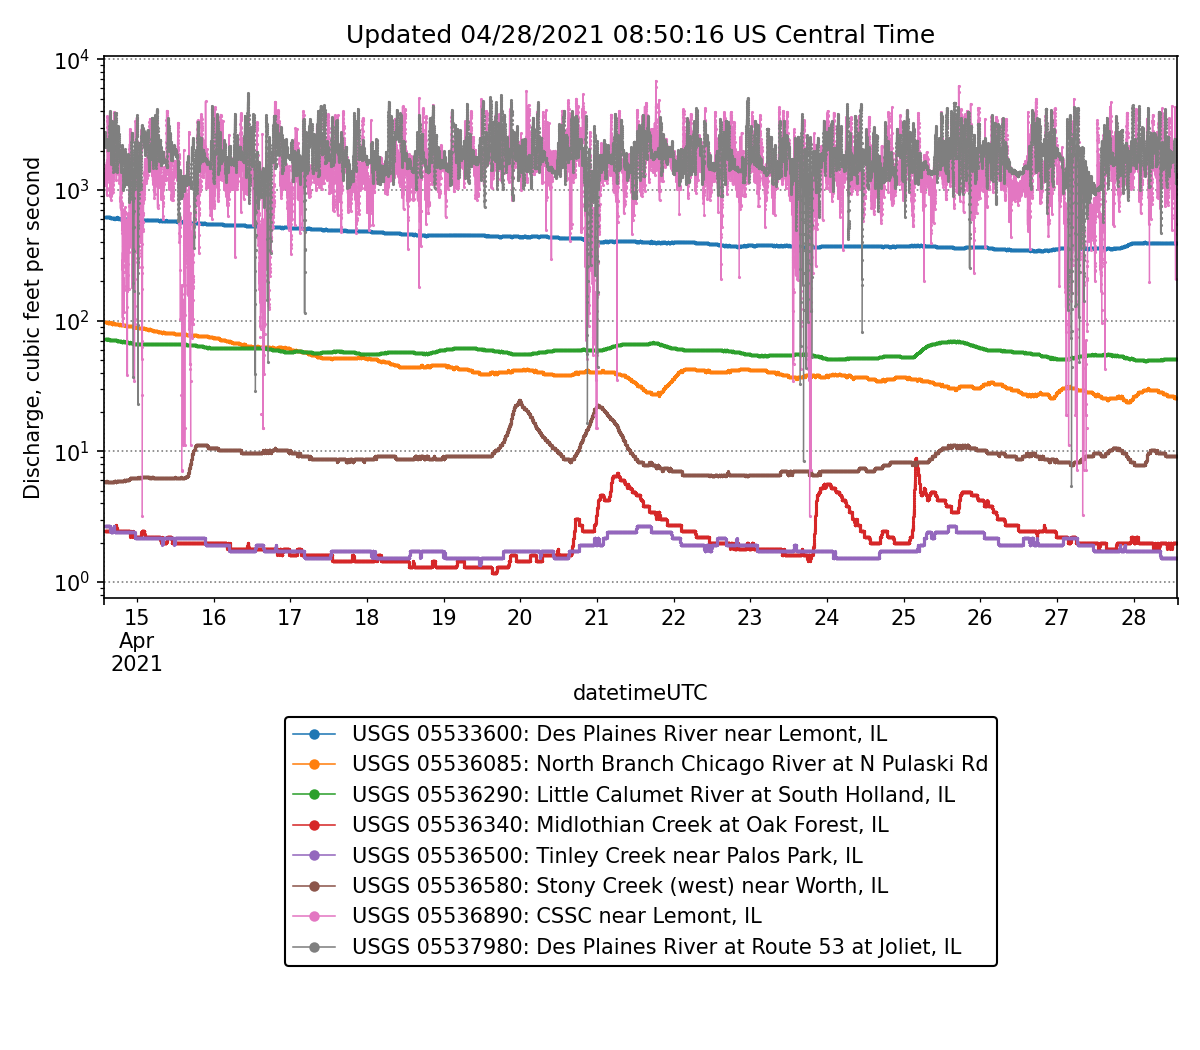 Updated 04/28/2021 08:50:16 US Central Time
Discharge, cubic feet per second
10^4
10^3
10^2
10^1
10^0
15 16 17 18 19 20 21 22 23 24 25 26 27 28
Apr
2021
datetimeUTC
USGS 05533600: Des Plaines River near Lemont, IL
USGS 05536085: North Branch Chicago River at N Pulaski Rd
USGS 05536290: Little Calumet River at South Holland, IL
USGS 05536340: Midlothian Creek at Oak Forest, IL
USGS 05536500: Tinley Creek near Palos Park, IL
USGS 05536580: Stony Creek (west) near Worth, IL
USGS 05536890: CSSC near Lemont, IL
USGS 05537980: Des Plaines River at Route 53 at Joliet, IL